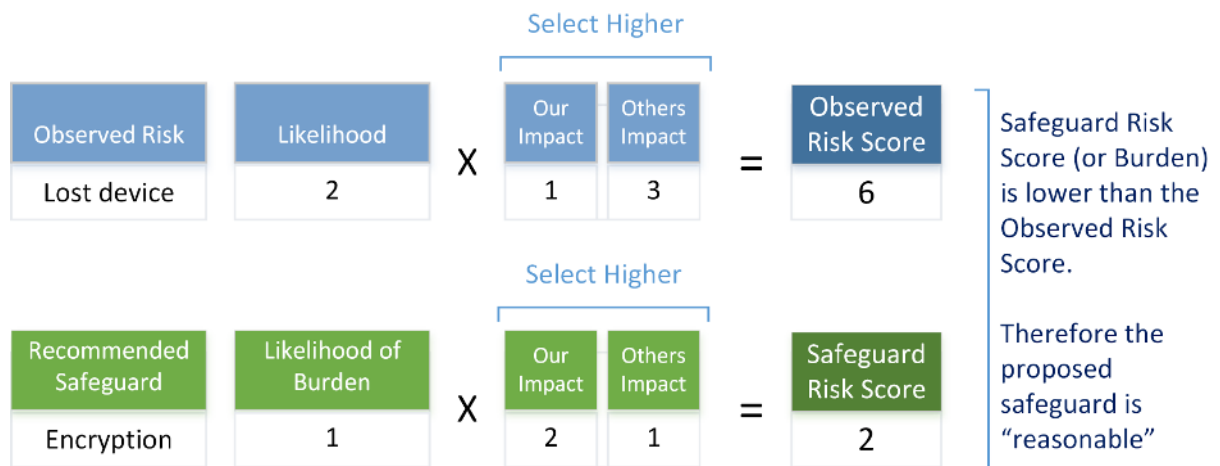 Select Higher
Observed Risk
Likelihood
Our
Impact
Others
Impact
Observed
Risk Score
Lost device
2
X
1
3
=
6
Select Higher
Recommended
Safeguard
Likelihood of
Burden
Our
Impact
Others
Impact
Safeguard
Risk Score
Encryption
1
X
2
1
=
2
Safeguard Risk
Score (or Burden)
is lower than the
Observed Risk
Score.
Therefore the
proposed
safeguard is
“reasonable”